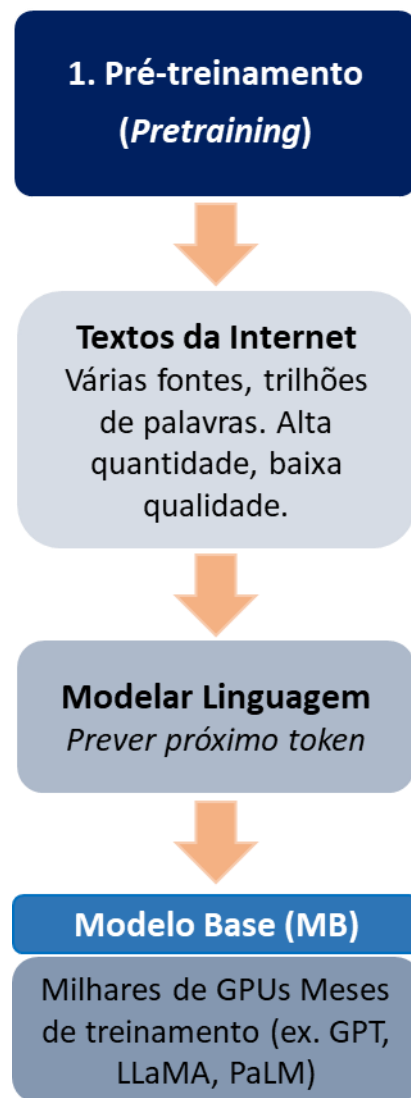 1. Pré-treinamento
(Pretraining)
Textos da Internet
Várias fontes, trilhões
de palavras. Alta
quantidade, baixa
qualidade.
Modelar Linguagem
Prever próximo token
Modelo Base (MB)
Milhares de GPUs Meses
de treinamento (ex. GPT,
LLaMA, PaLM)